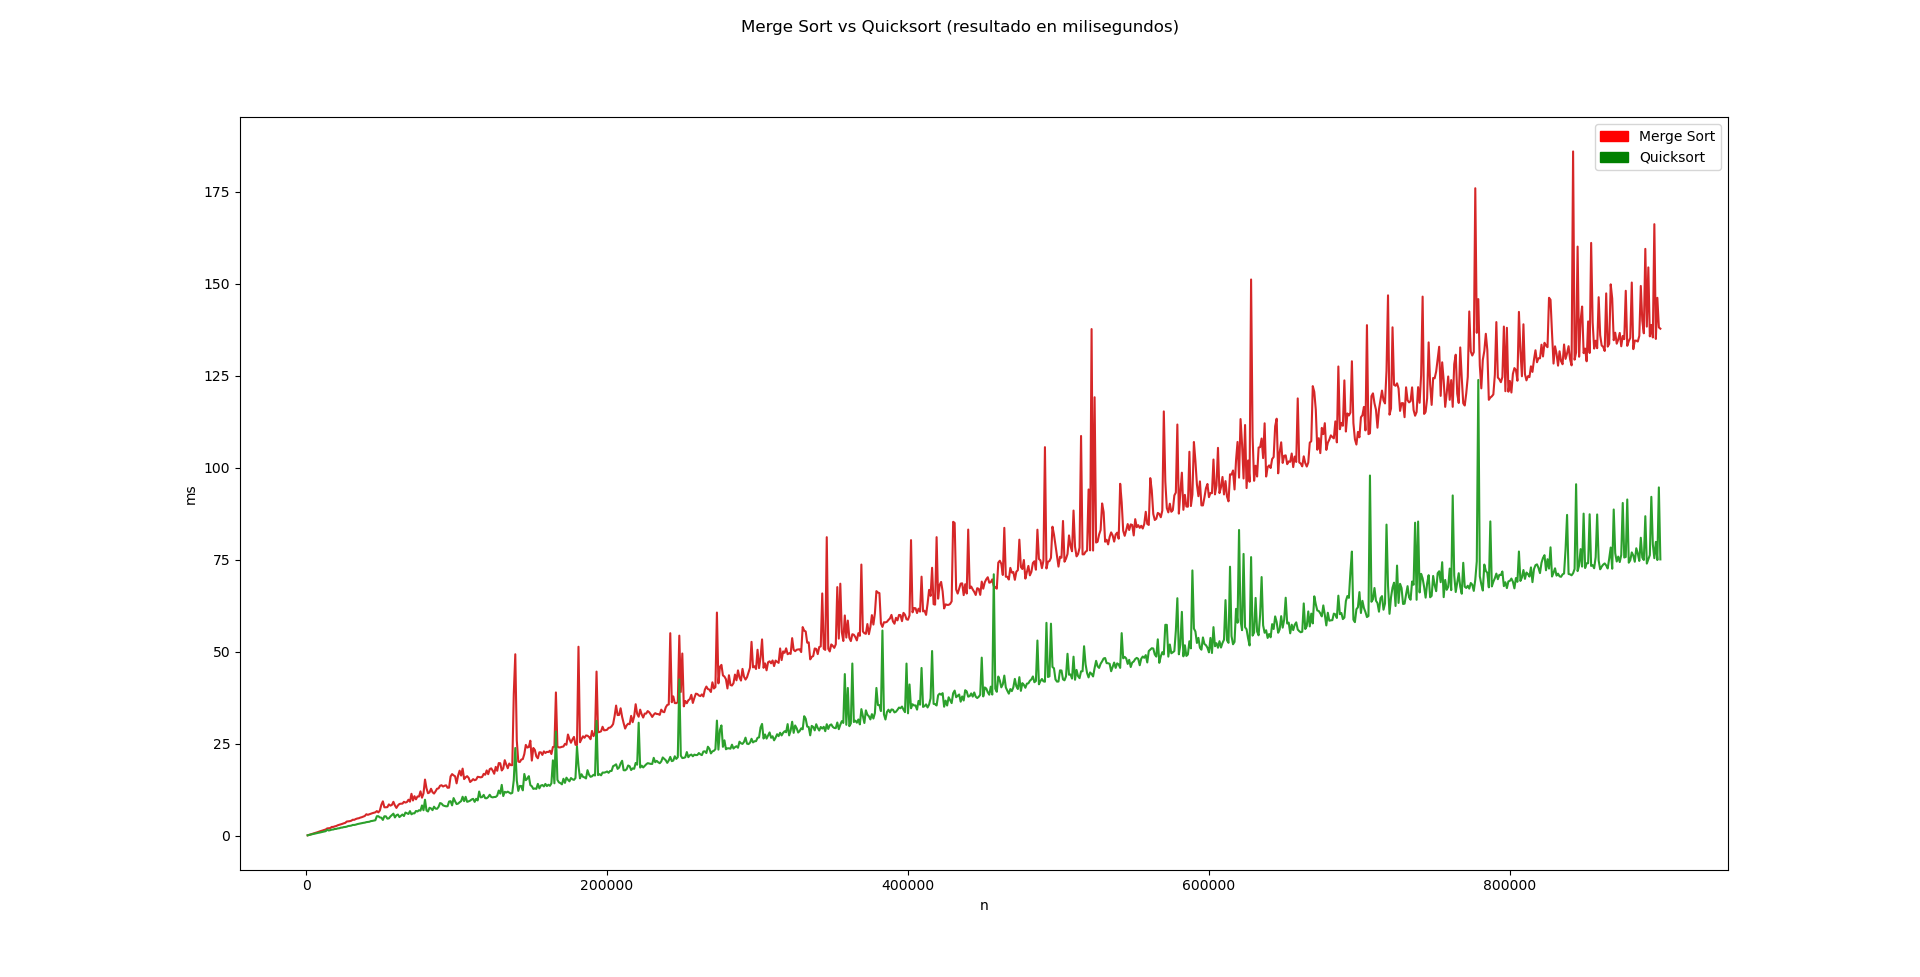 Merge Sort vs Quicksort (resultado en milisegundos)
Merge Sort
Quicksort
175
150
125
100
75
50
25
0
ms
0 200000 400000 600000 800000
n